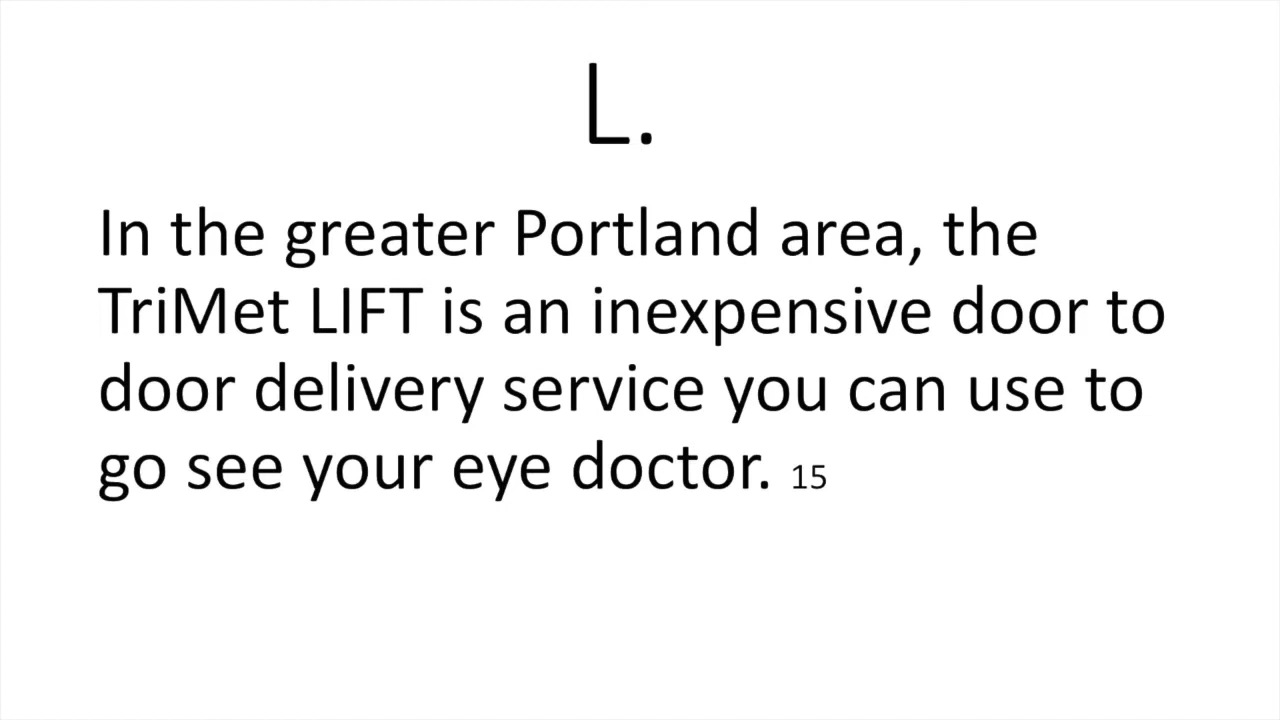 L.
In the greater Portland area, the
TriMet LIFT is an inexpensive door to
door delivery service you can use to
go see your eye doctor. 15